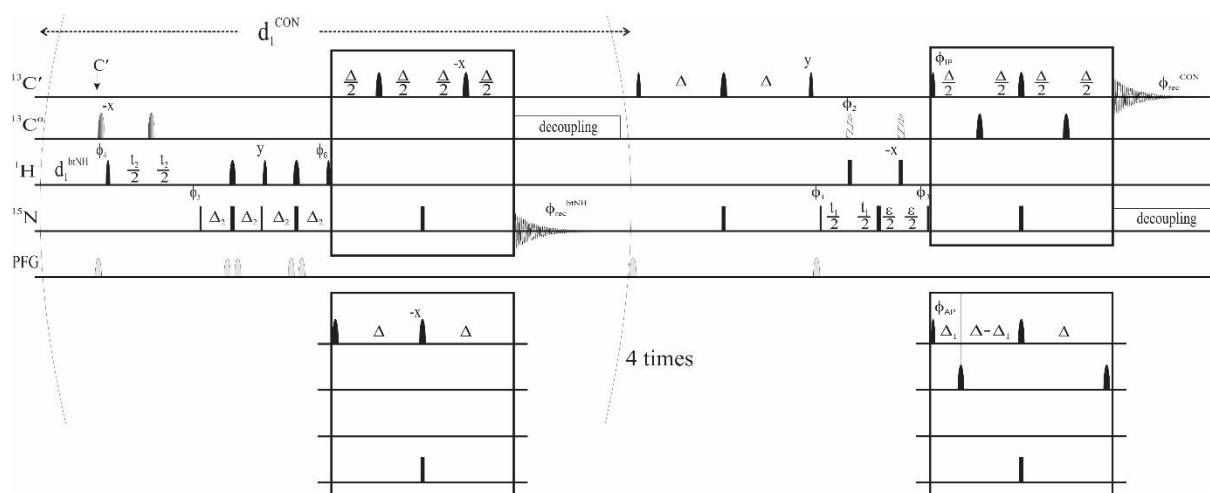 d₁ᶜᴼᴺ
¹³C'
C'
Δ/2 Δ/2 Δ/2 -x Δ/2
Δ Δ y
ϕIP Δ/2 Δ/2 Δ/2 Δ/2
ϕrecᶜᴼᴺ
¹³Cᵅ
-x
decoupling
ϕ₂
¹H
d₁ᵇᵗᴺᴴ
ϕ₄ t₂/2 t₂/2
y
ϕ₆
-x
¹⁵N
ϕ₃
Δ₂ Δ₂ Δ₂ Δ₂
ϕrecᵇᵗᴺᴴ
ϕ₁ t₁/2 t₁/2 ε/2 ε/2
decoupling
PFG
Δ -x Δ
4 times
ϕAP
Δ₁ Δ-Δ₁ Δ